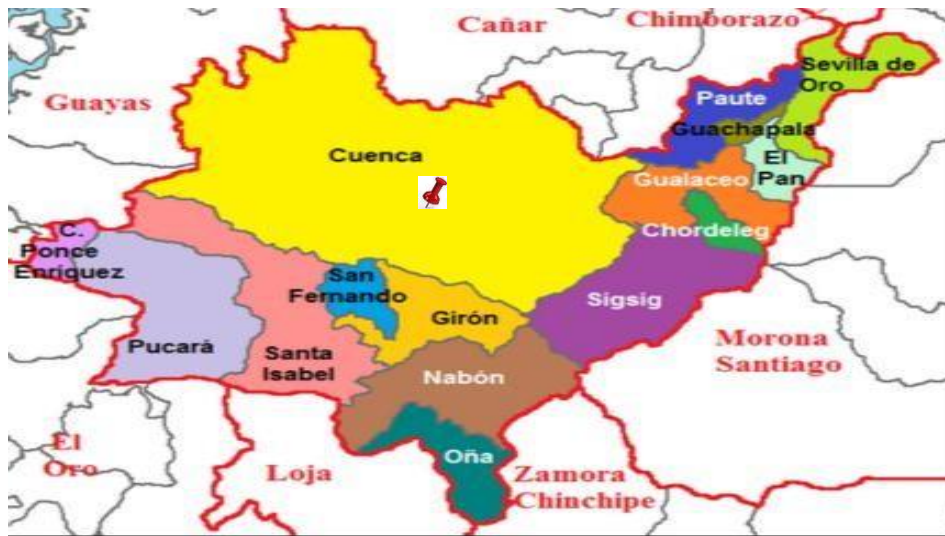 Cañar
Chimborazo
Guayas
Sevilla de
Oro
Paute
Guachapala
Cuenca
El
Pan
Gualaceo
Chordeleg
C.
Ponce
Enríquez
San
Fernando
Sigsig
Girón
Pucará
Santa
Isabel
Morona
Santiago
Nabón
El
Oro
Loja
Oña
Zamora
Chinchipe